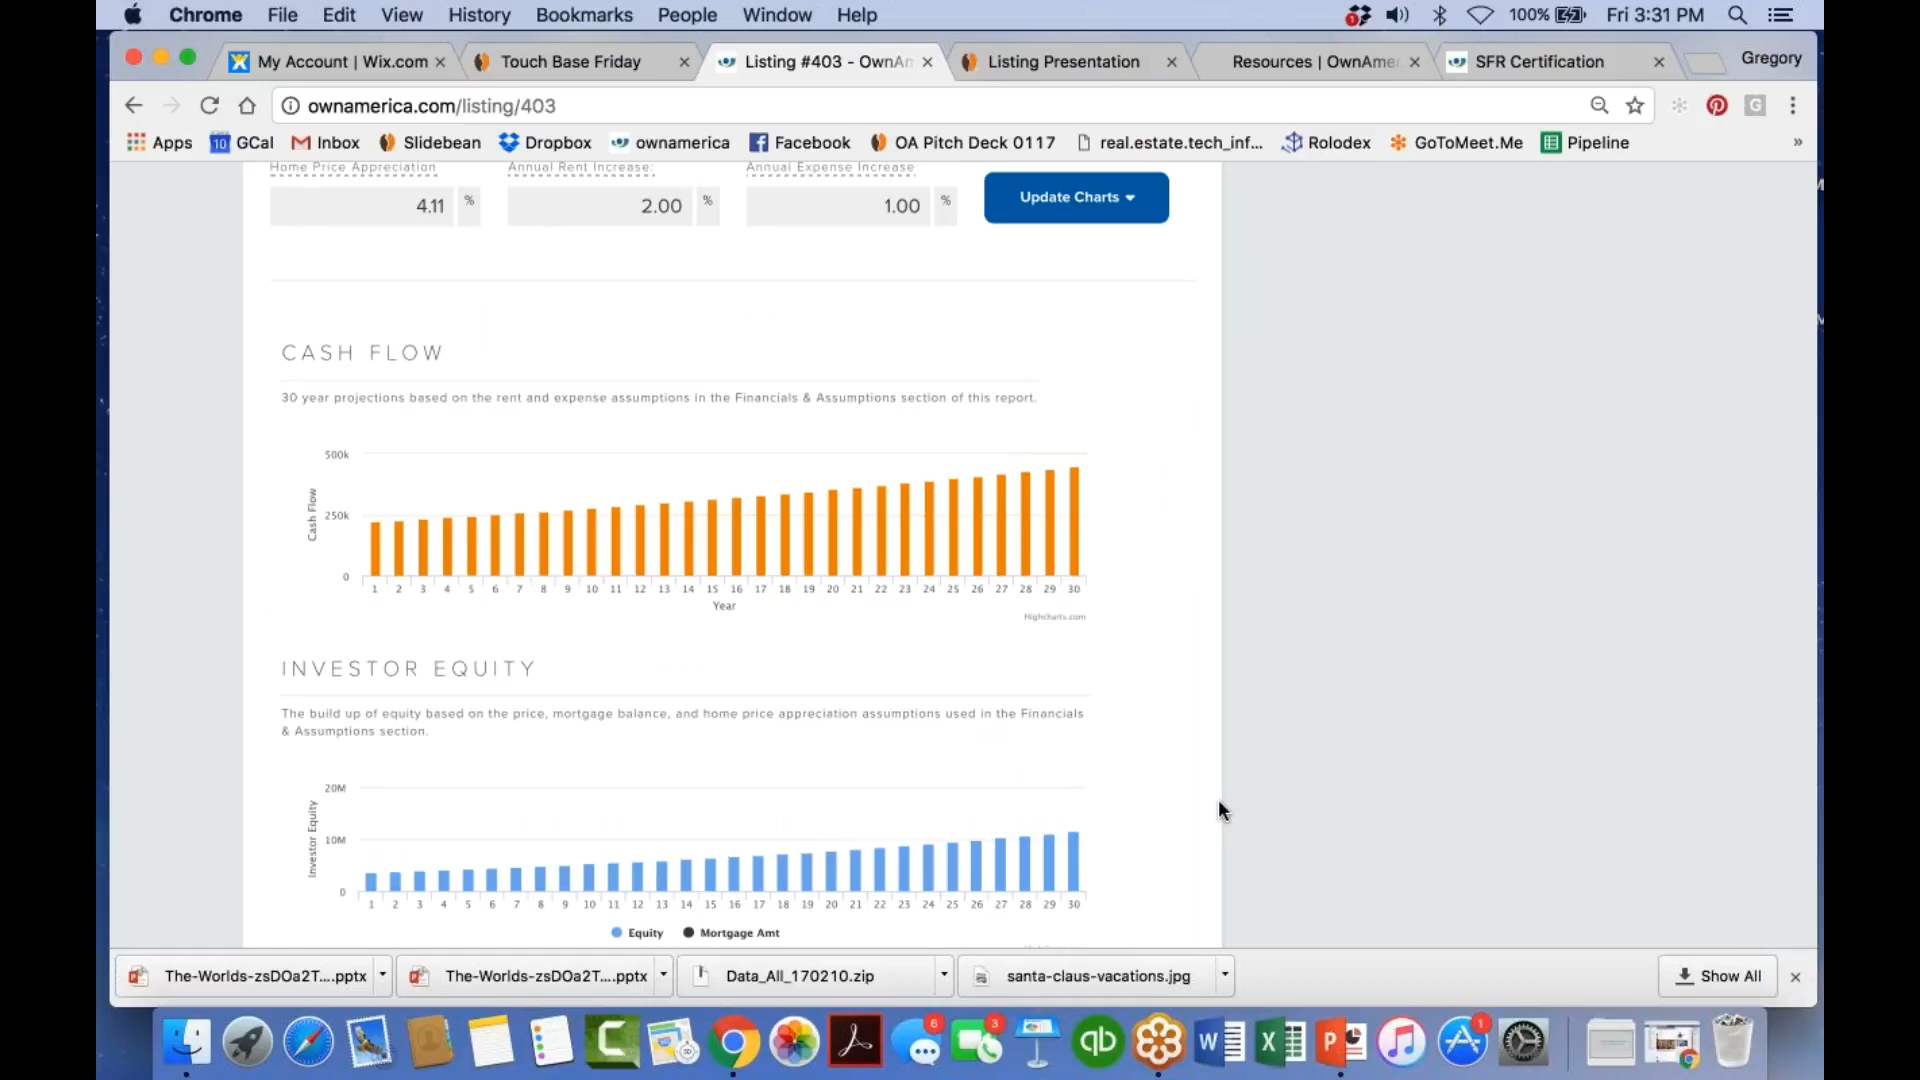 Chrome File Edit View History Bookmarks People Window Help 1 100% Fri 3:31 PM
My Account | Wix.com Touch Base Friday Listing #403 - OwnAm Listing Presentation Resources | OwnAmer SFR Certification Gregory
ownamerica.com/listing/403
Apps 10 GCal Inbox Slidebean Dropbox ownamerica Facebook OA Pitch Deck 0117 real.estate.tech_inf... Rolodex GoToMeet.Me Pipeline »
Home Price Appreciation Annual Rent Increase: Annual Expense Increase
4.11 % 2.00 % 1.00 % Update Charts
CASH FLOW
30 year projections based on the rent and expense assumptions in the Financials & Assumptions section of this report.
500k
250k
0
Cash Flow
1 2 3 4 5 6 7 8 9 10 11 12 13 14 15 16 17 18 19 20 21 22 23 24 25 26 27 28 29 30
Year
Highcharts.com
INVESTOR EQUITY
The build up of equity based on the price, mortgage balance, and home price appreciation assumptions used in the Financials
& Assumptions section.
20M
10M
0
Investor Equity
1 2 3 4 5 6 7 8 9 10 11 12 13 14 15 16 17 18 19 20 21 22 23 24 25 26 27 28 29 30
Equity Mortgage Amt
The-Worlds-zsDOa2T....pptx The-Worlds-zsDOa2T....pptx Data_All_170210.zip santa-claus-vacations.jpg Show All
6 3 qb W X P 1